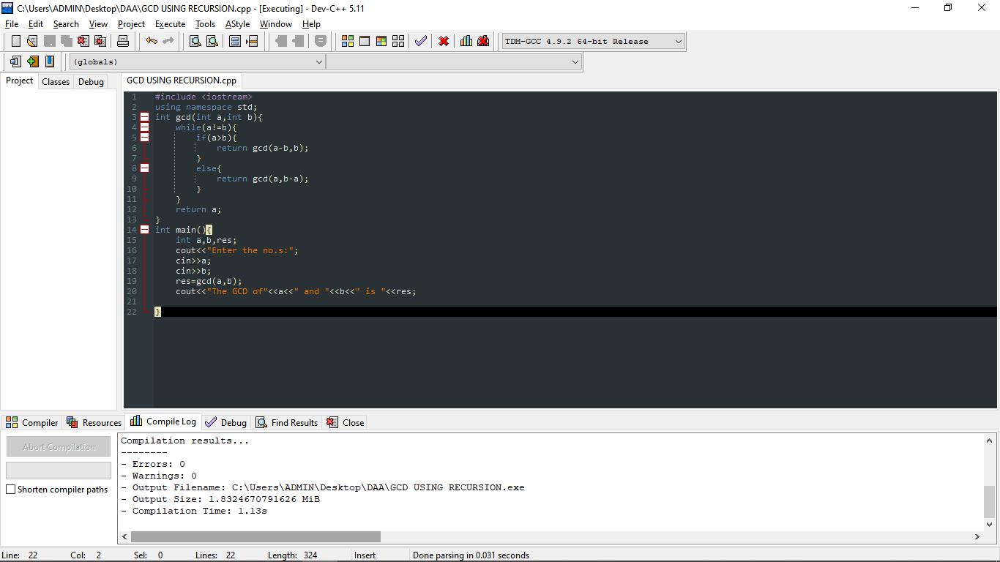 C:\Users\ADMIN\Desktop\DAA\GCD USING RECURSION.cpp - [Executing] - Dev-C++ 5.11
File Edit Search View Project Execute Tools AStyle Window Help
TDM-GCC 4.9.2 64-bit Release
(globals)
Project Classes Debug
GCD USING RECURSION.cpp
1 #include <iostream>
2 using namespace std;
3 int gcd(int a,int b){
4 while(a!=b){
5 if(a>b){
6 return gcd(a-b,b);
7 }
8 else{
9 return gcd(a,b-a);
10 }
11 }
12 return a;
13 }
14 int main(){
15 int a,b,res;
16 cout<<"Enter the no.s:";
17 cin>>a;
18 cin>>b;
19 res=gcd(a,b);
20 cout<<"The GCD of"<<a<<" and "<<b<<" is "<<res;
21
22 }
Compiler Resources Compile Log Debug Find Results Close
Abort Compilation
Shorten compiler paths
Compilation results...
--------
- Errors: 0
- Warnings: 0
- Output Filename: C:\Users\ADMIN\Desktop\DAA\GCD USING RECURSION.exe
- Output Size: 1.8324670791626 MiB
- Compilation Time: 1.13s
Line: 22 Col: 2 Sel: 0 Lines: 22 Length: 324 Insert Done parsing in 0.031 seconds